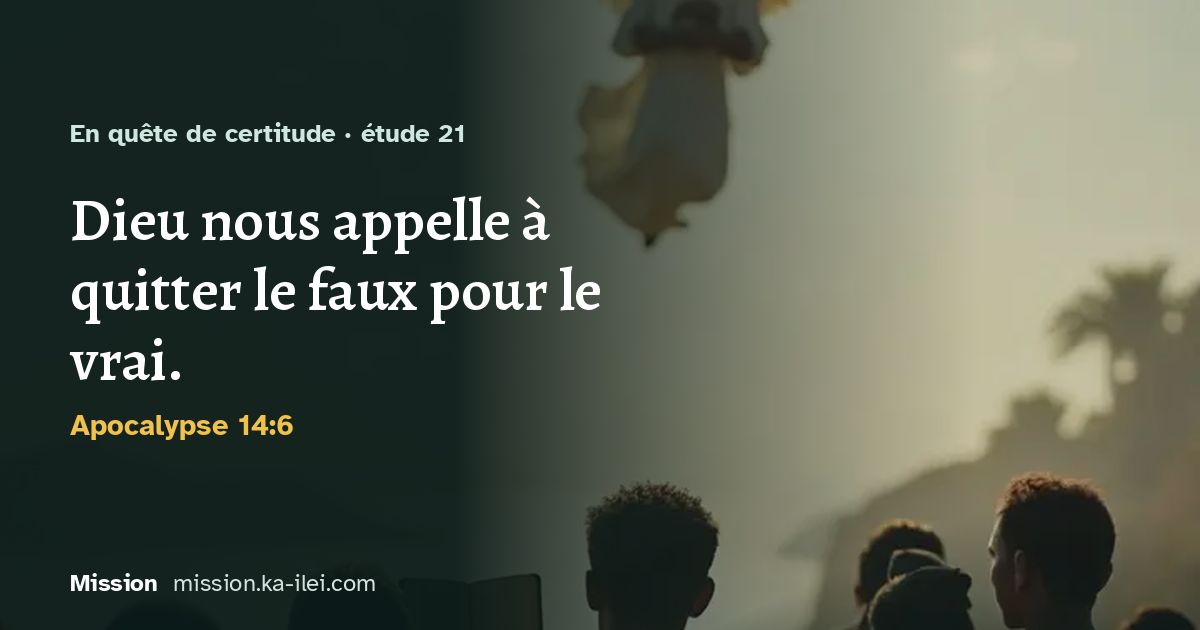 En quête de certitude · étude 21
Dieu nous appelle à
quitter le faux pour le
vrai.
Apocalypse 14:6
Mission mission.ka-ilei.com